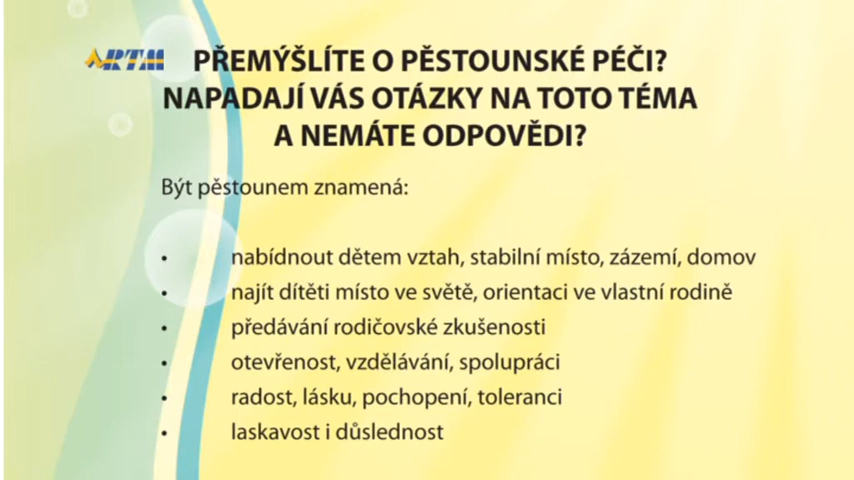 RTM
PŘEMÝŠLÍTE O PĚSTOUNSKÉ PÉČI?
NAPADAJÍ VÁS OTÁZKY NA TOTO TÉMA
A NEMÁTE ODPOVĚDI?
Být pěstounem znamená:
• nabídnout dětem vztah, stabilní místo, zázemí, domov
• najít dítěti místo ve světě, orientaci ve vlastní rodině
• předávání rodičovské zkušenosti
• otevřenost, vzdělávání, spolupráci
• radost, lásku, pochopení, toleranci
• laskavost i důslednost